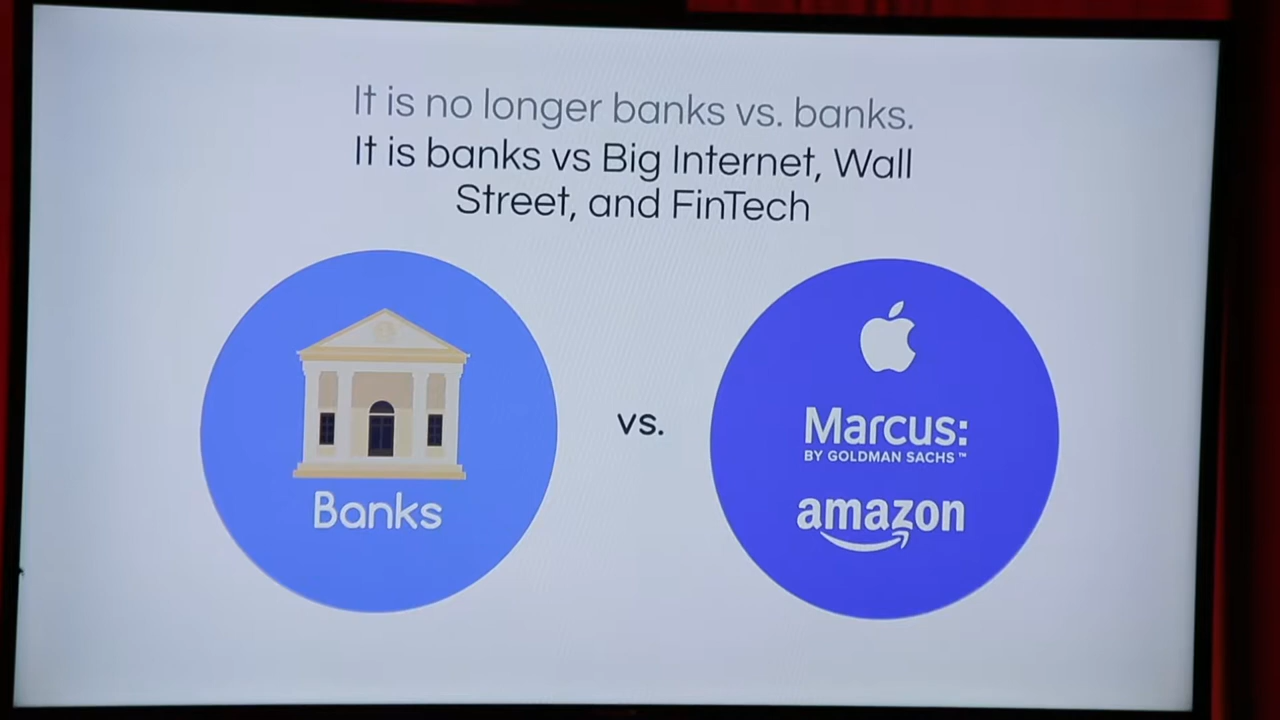 It is no longer banks vs. banks.
It is banks vs Big Internet, Wall
Street, and FinTech
Banks
vs.
Marcus:
BY GOLDMAN SACHS™
amazon